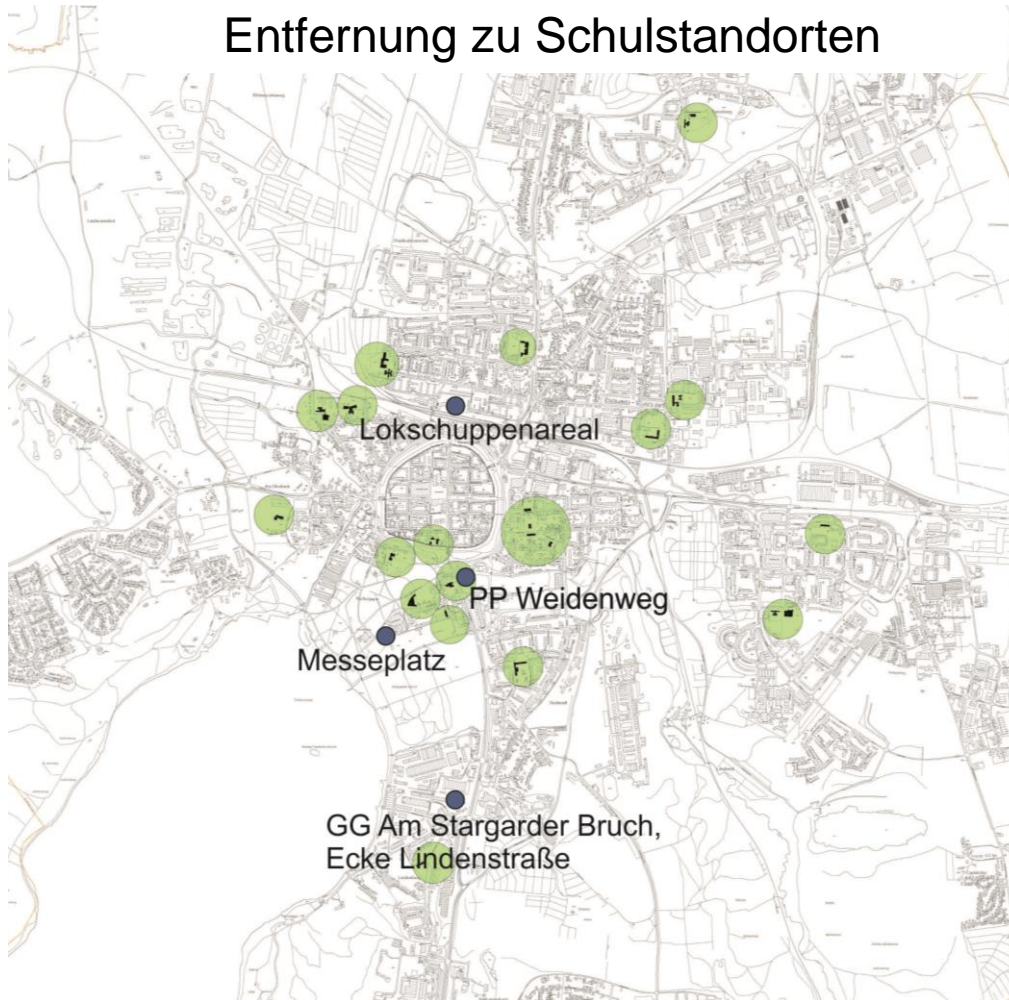 Entfernung zu Schulstandorten
Lokschuppenareal
PP Weidenweg
Messeplatz
GG Am Stargarder Bruch,
Ecke Lindenstraße